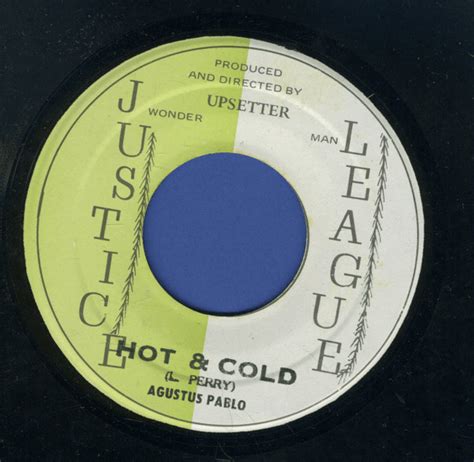 PRODUCED
AND DIRECTED BY
UPSETTER
WONDER
MAN
JUSTICE
LEAGUE
HOT & COLD
(L. PERRY)
AGUSTUS PABLO